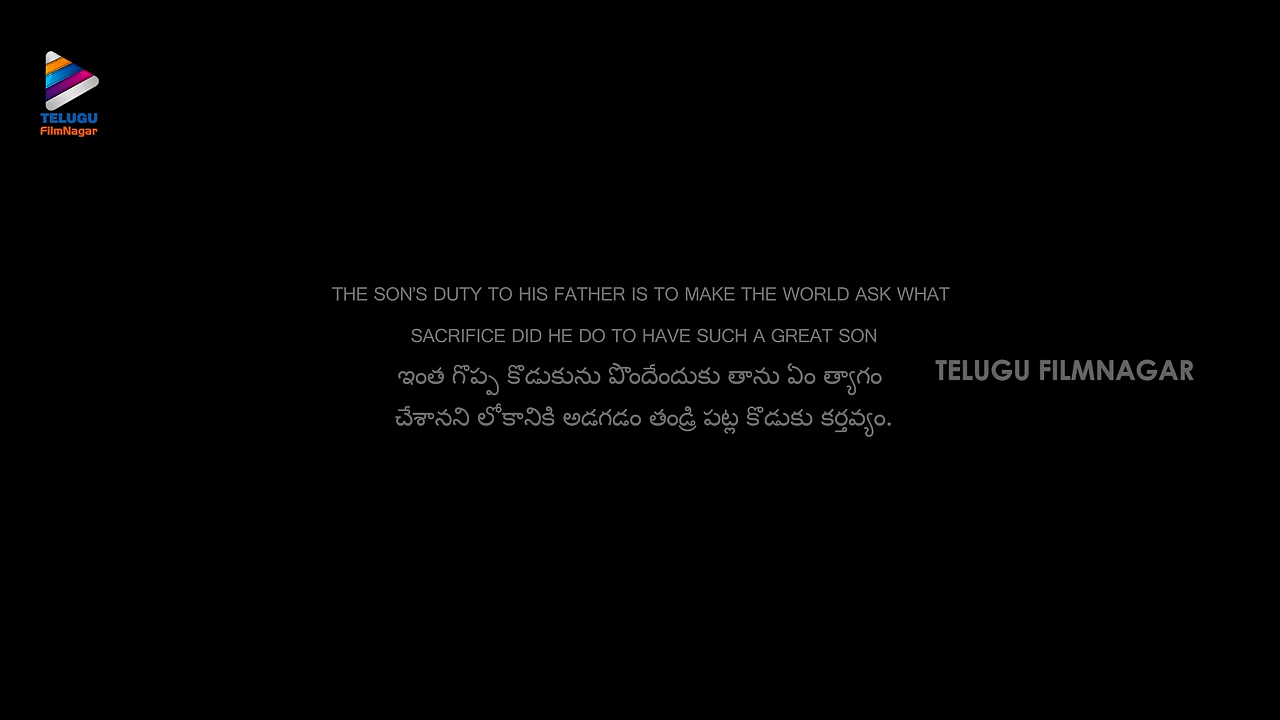 TELUGU
FilmNagar
THE SON'S DUTY TO HIS FATHER IS TO MAKE THE WORLD ASK WHAT
SACRIFICE DID HE DO TO HAVE SUCH A GREAT SON
ఇంత గొప్ప కొడుకును పొందేందుకు తాను ఏం త్యాగం
చేశానని లోకానికి అడగడం తండ్రి పట్ల కొడుకు కర్తవ్యం.
TELUGU FILMNAGAR